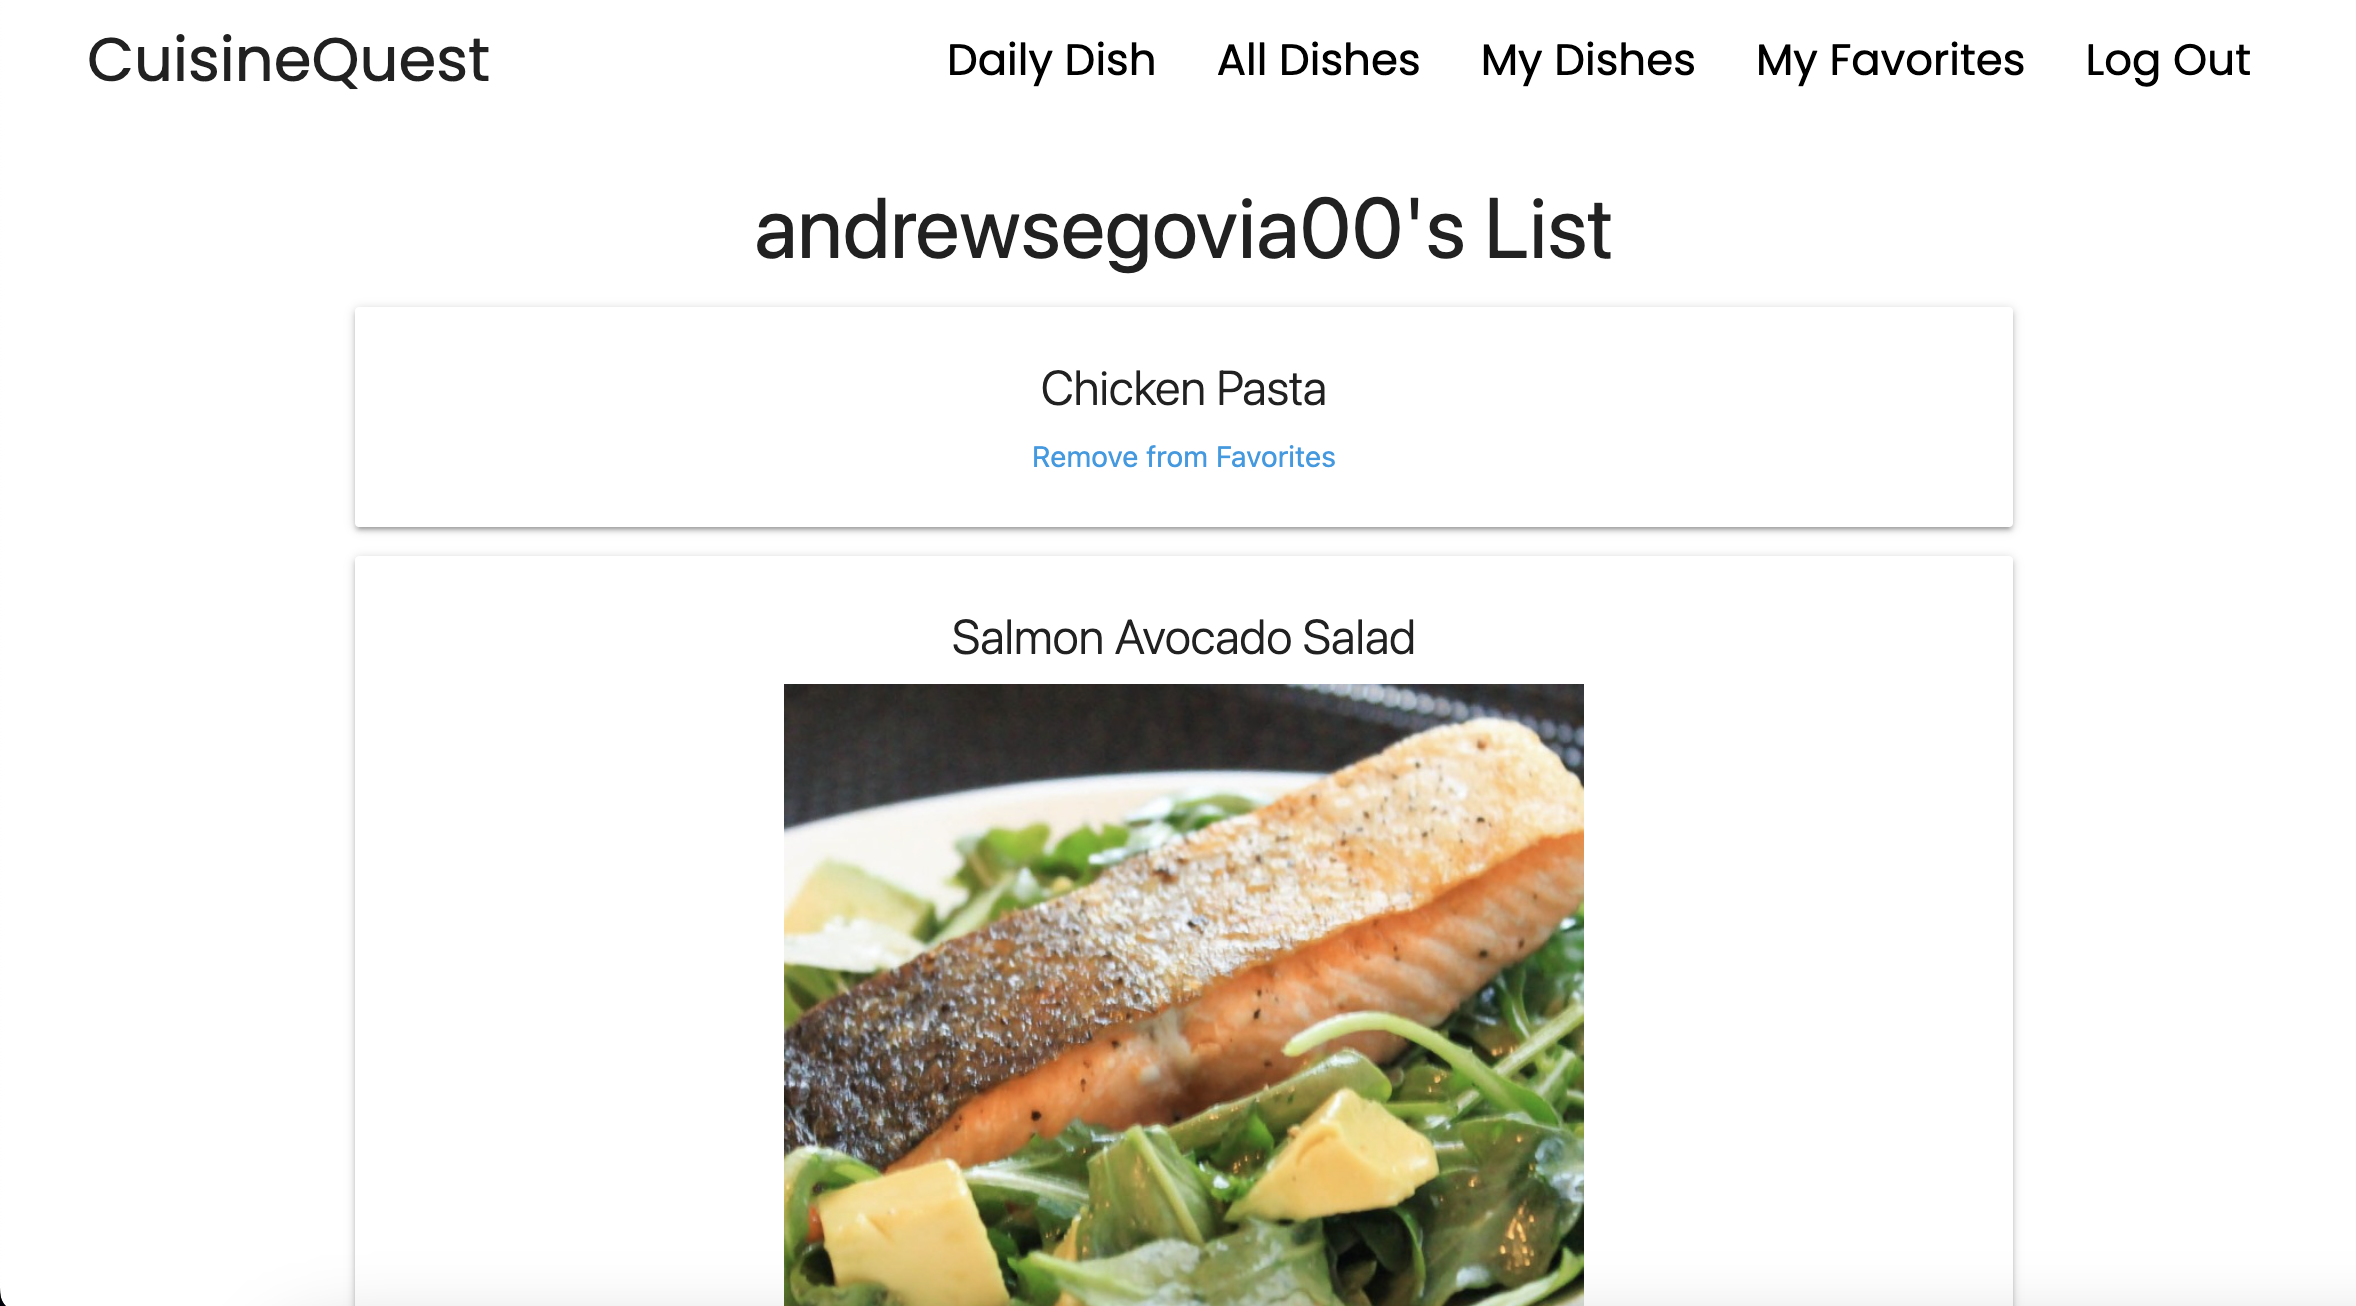 CuisineQuest
Daily Dish All Dishes My Dishes My Favorites Log Out
andrewsegovia00's List
Chicken Pasta
Remove from Favorites
Salmon Avocado Salad